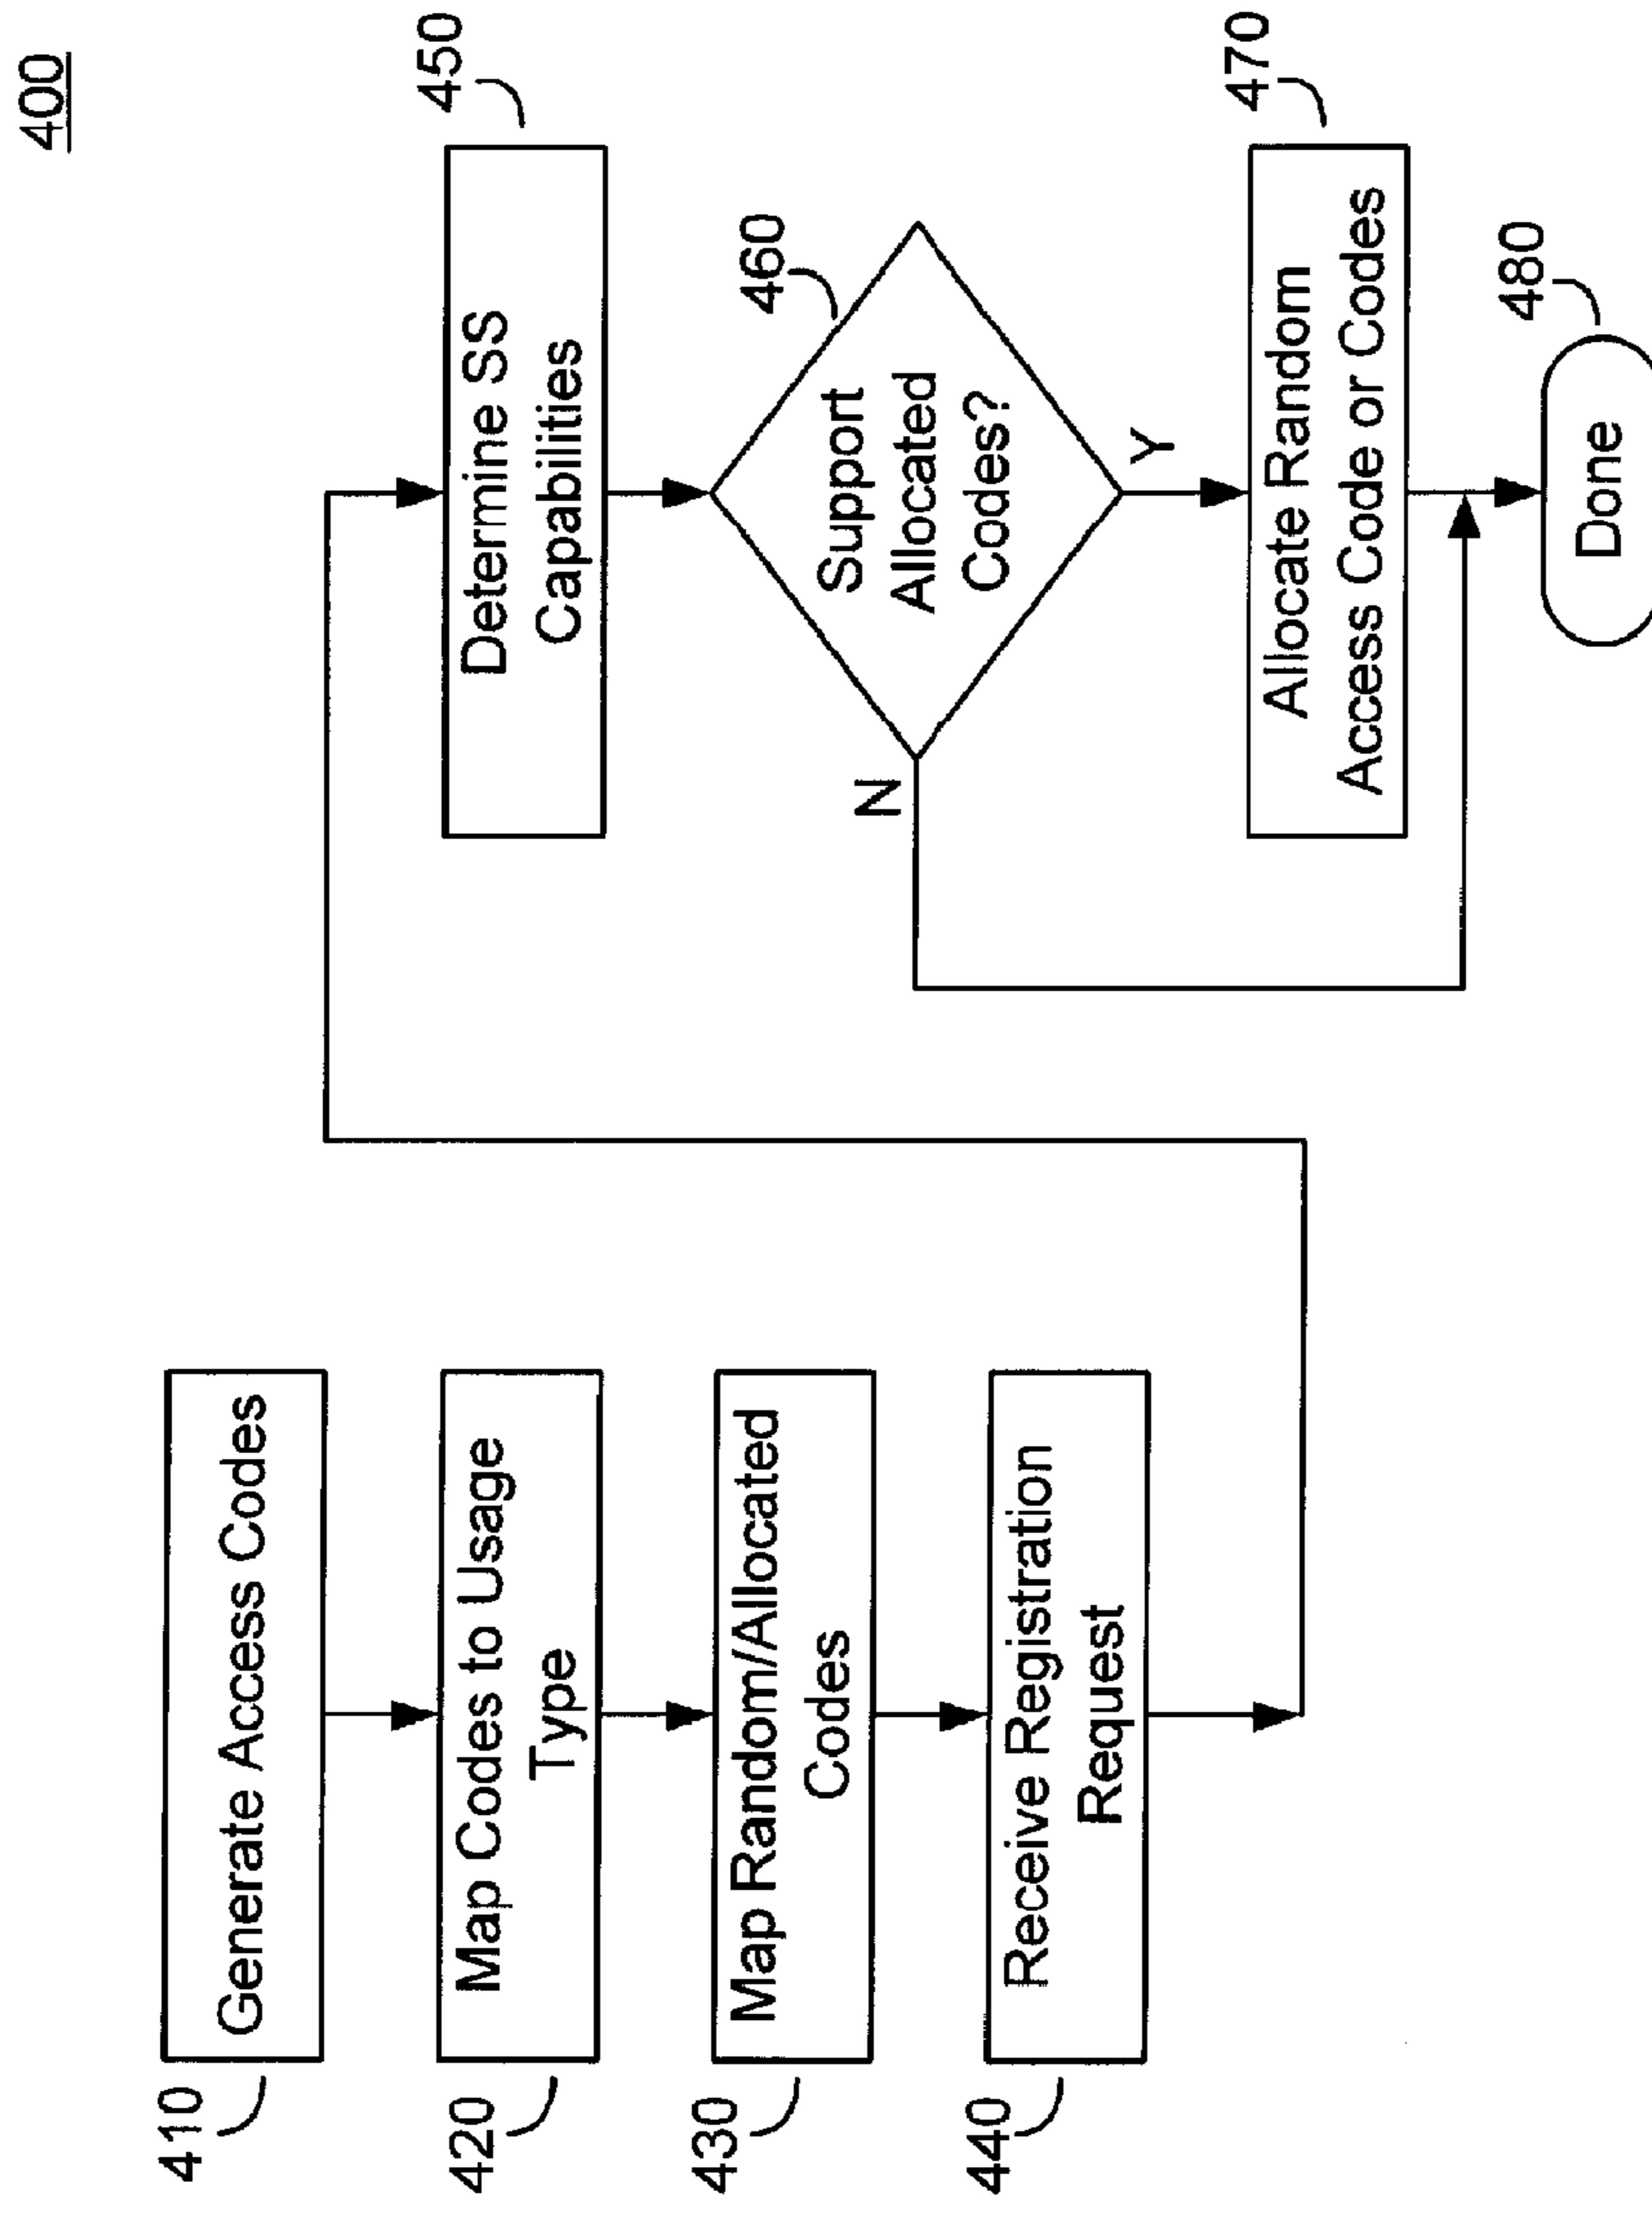 400
410
Generate Access Codes
420
Map Codes to Usage
Type
430
Map Random/Allocated
Codes
440
Receive Registration
Request
450
Determine SS
Capabilities
460
Support
Allocated
Codes?
N
Y
470
Allocate Random
Access Code or Codes
480
Done